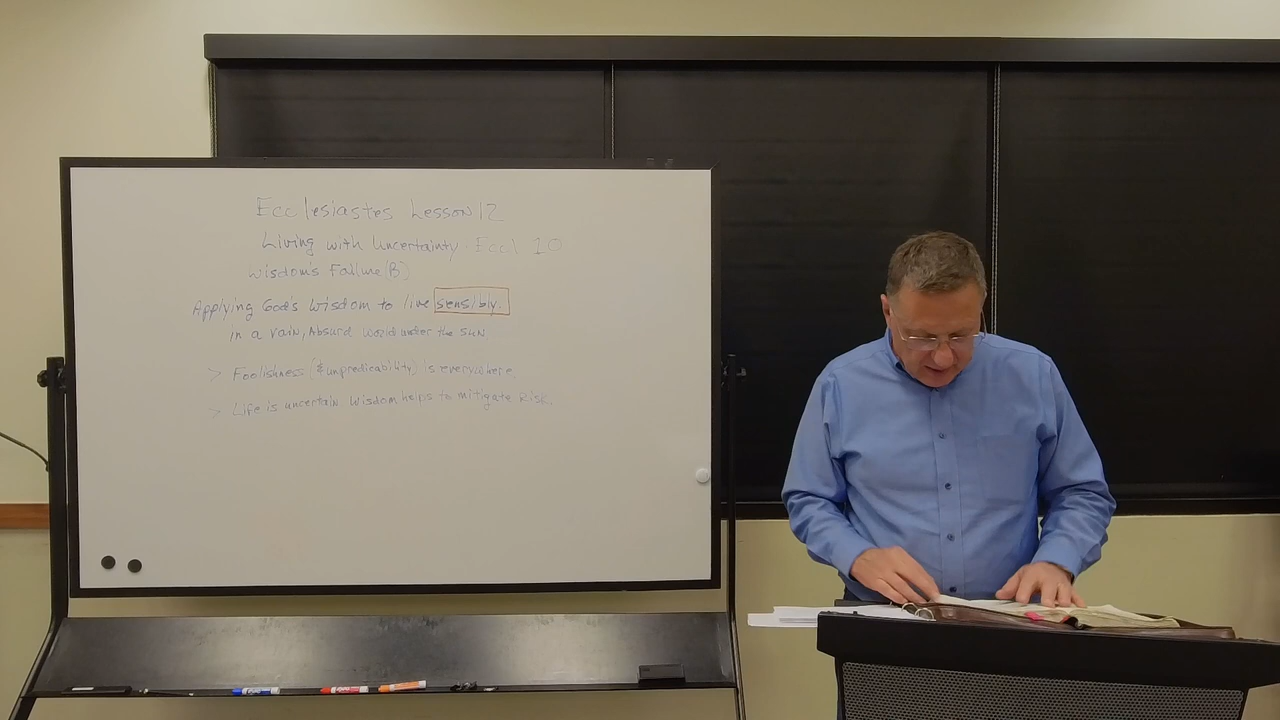 Ecclesiastes Lesson 12
Living with Uncertainty · Eccl 10
Wisdom's Failure (B)
Applying God's Wisdom to live sensibly.
in a vain, Absurd World under the SUN
> Foolishness (& unpredicability) is everywhere.
> Life is uncertain Wisdom helps to mitigate Risk.